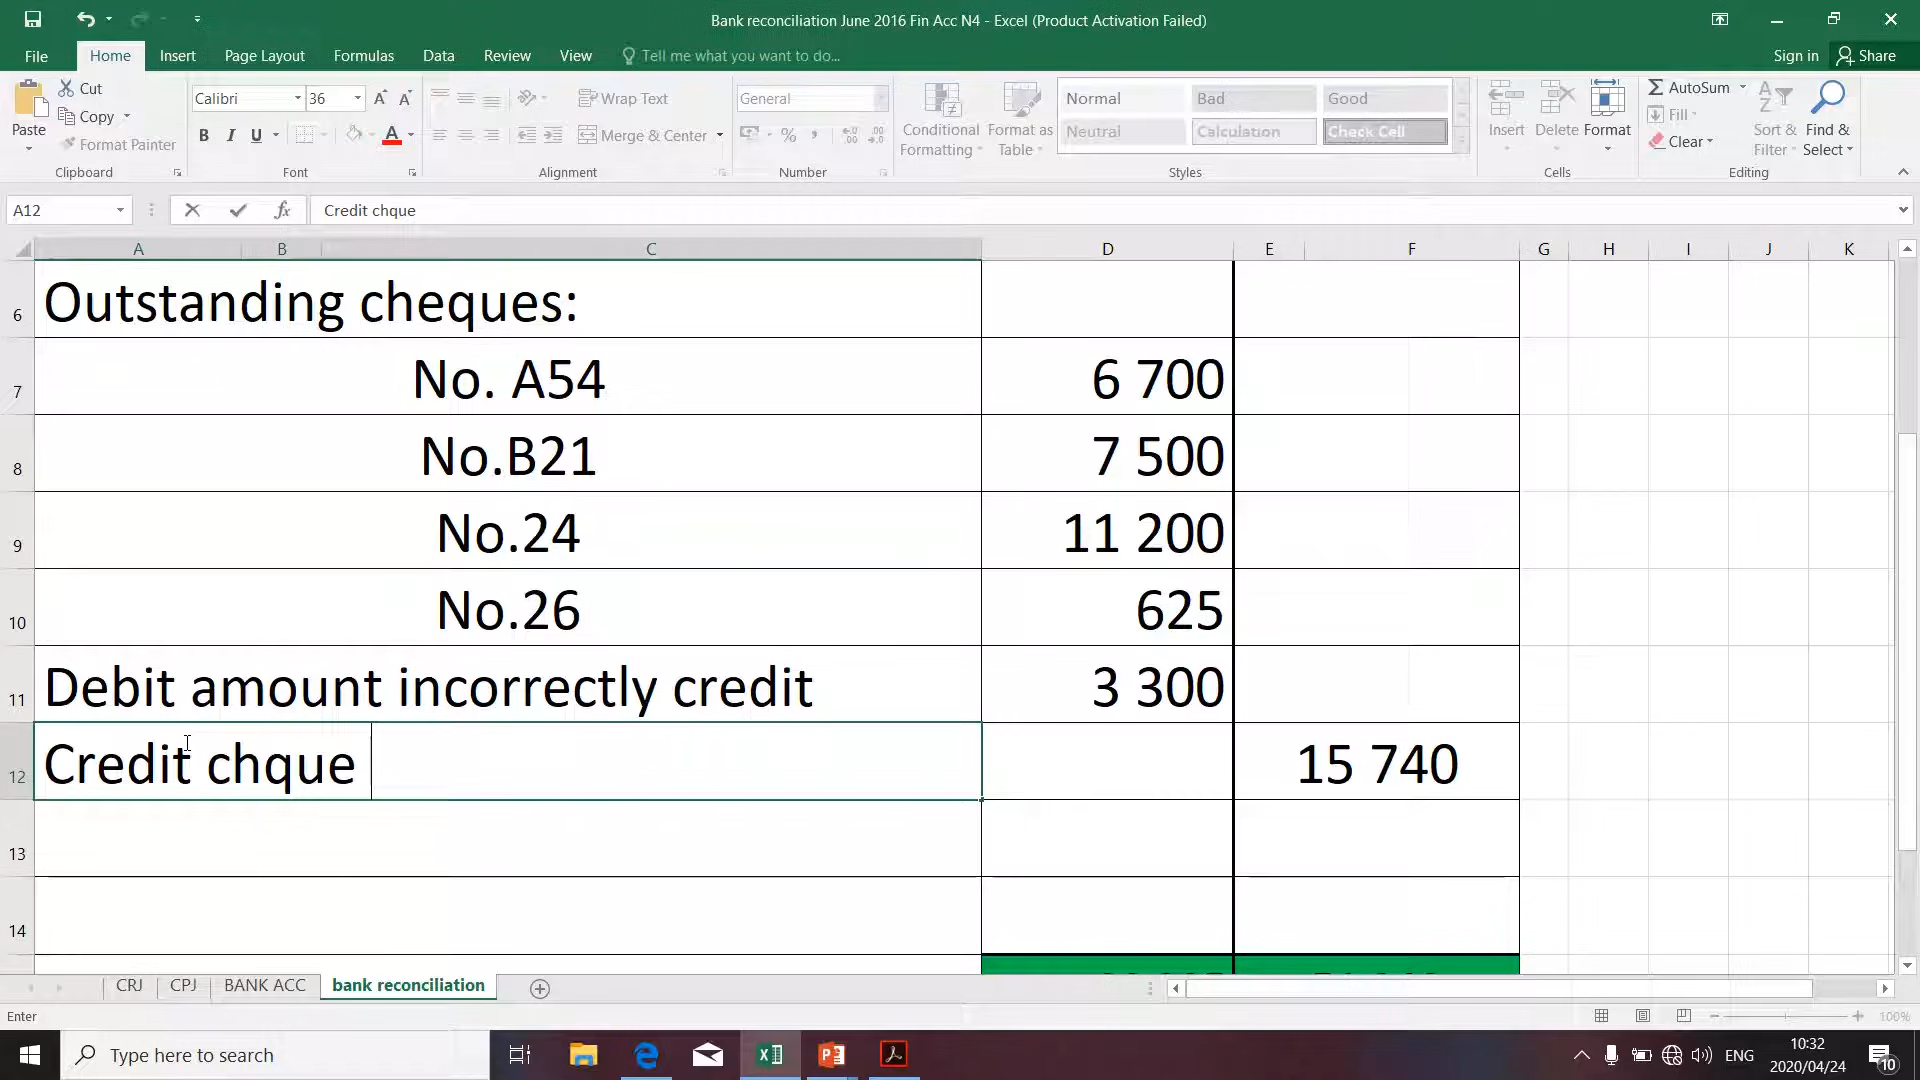 Bank reconciliation June 2016 Fin Acc N4 - Excel (Product Activation Failed)
File Home Insert Page Layout Formulas Data Review View Tell me what you want to do... Sign in Share
Paste Cut Copy Format Painter Clipboard
Calibri 36 A A B I U A Font
Wrap Text Merge & Center Alignment
General % , Number
Conditional Formatting Format as Table
Normal Bad Good
Neutral Calculation Check Cell
Styles
Insert Delete Format Cells
AutoSum Fill Clear Sort & Filter Find & Select Editing
A12 fx Credit chque
A B C D E F G H I J K
6 Outstanding cheques:
7 No. A54 6 700
8 No.B21 7 500
9 No.24 11 200
10 No.26 625
11 Debit amount incorrectly credit 3 300
12 Credit chque 15 740
13
14
CRJ CPJ BANK ACC bank reconciliation
Enter 100%
Type here to search ENG 10:32
2020/04/24 10